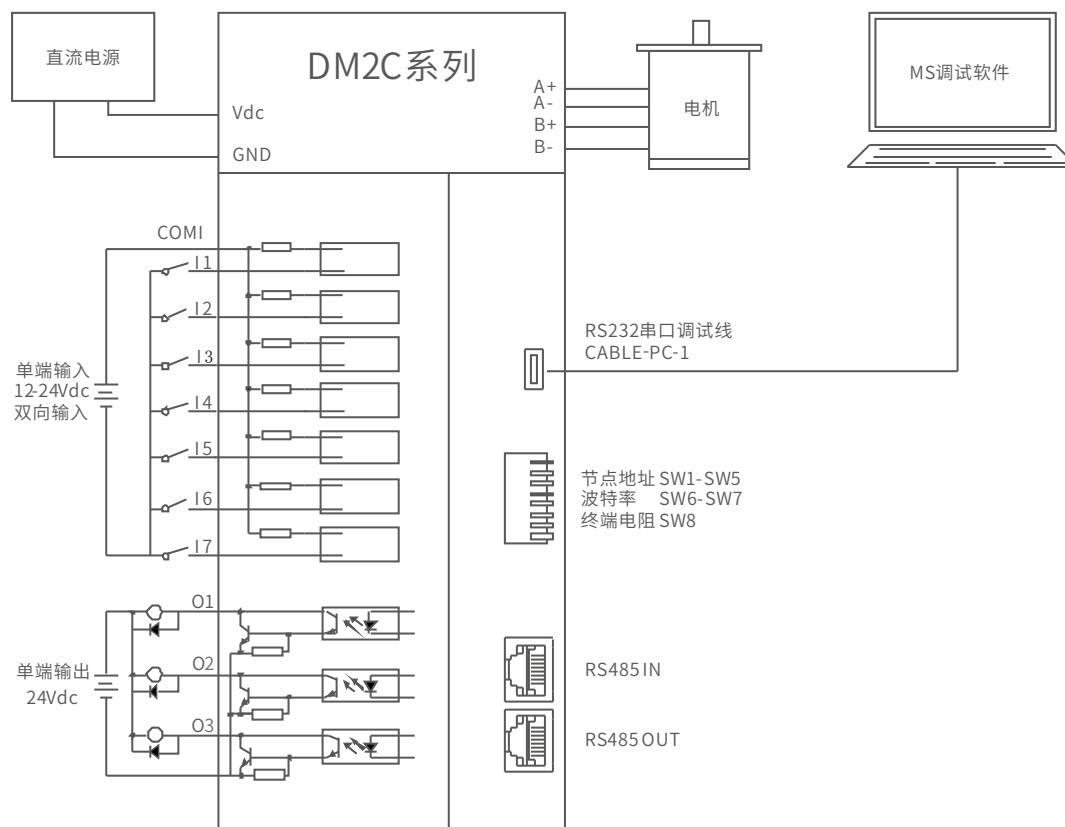 直流电源
DM2C系列
Vdc
GND
A+
A-
B+
B-
电机
MS调试软件
COMI
I1
I2
I3
I4
I5
I6
I7
单端输入
12-24Vdc
双向输入
RS232串口调试线
CABLE-PC-1
节点地址 SW1-SW5
波特率 SW6-SW7
终端电阻 SW8
O1
O2
O3
单端输出
24Vdc
RS485 IN
RS485 OUT